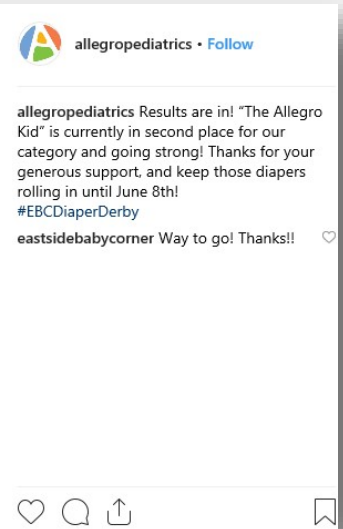 allegropediatrics • Follow
allegropediatrics Results are in! “The Allegro
Kid” is currently in second place for our
category and going strong! Thanks for your
generous support, and keep those diapers
rolling in until June 8th!
#EBCDiaperDerby
eastsidebabycorner Way to go! Thanks!!